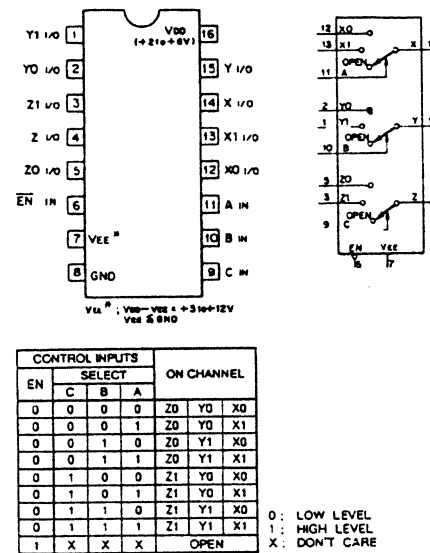 Y1 I/O 1
VDD
(+2 to +6V)
16
Y0 I/O 2
15 Y I/O
Z1 I/O 3
14 X I/O
Z I/O 4
13 X1 I/O
Z0 I/O 5
12 X0 I/O
EN IN 6
11 A IN
7 VEE*
10 B IN
8 GND
9 C IN
VEE* ; VDD-VEE = +3 to +12V
VEE ≦ GND
12 X0
13 X1
X
OPEN
11 A
2 Y0
1 Y1
Y
OPEN
10 B
5 Z0
3 Z1
Z
OPEN
9 C
EN VEE
6 7
CONTROL INPUTS ON CHANNEL
EN SELECT
C B A
0 0 0 0 Z0 Y0 X0
0 0 0 1 Z0 Y0 X1
0 0 1 0 Z0 Y1 X0
0 0 1 1 Z0 Y1 X1
0 1 0 0 Z1 Y0 X0
0 1 0 1 Z1 Y0 X1
0 1 1 0 Z1 Y1 X0
0 1 1 1 Z1 Y1 X1
1 X X X OPEN
0 : LOW LEVEL
1 : HIGH LEVEL
X : DON'T CARE